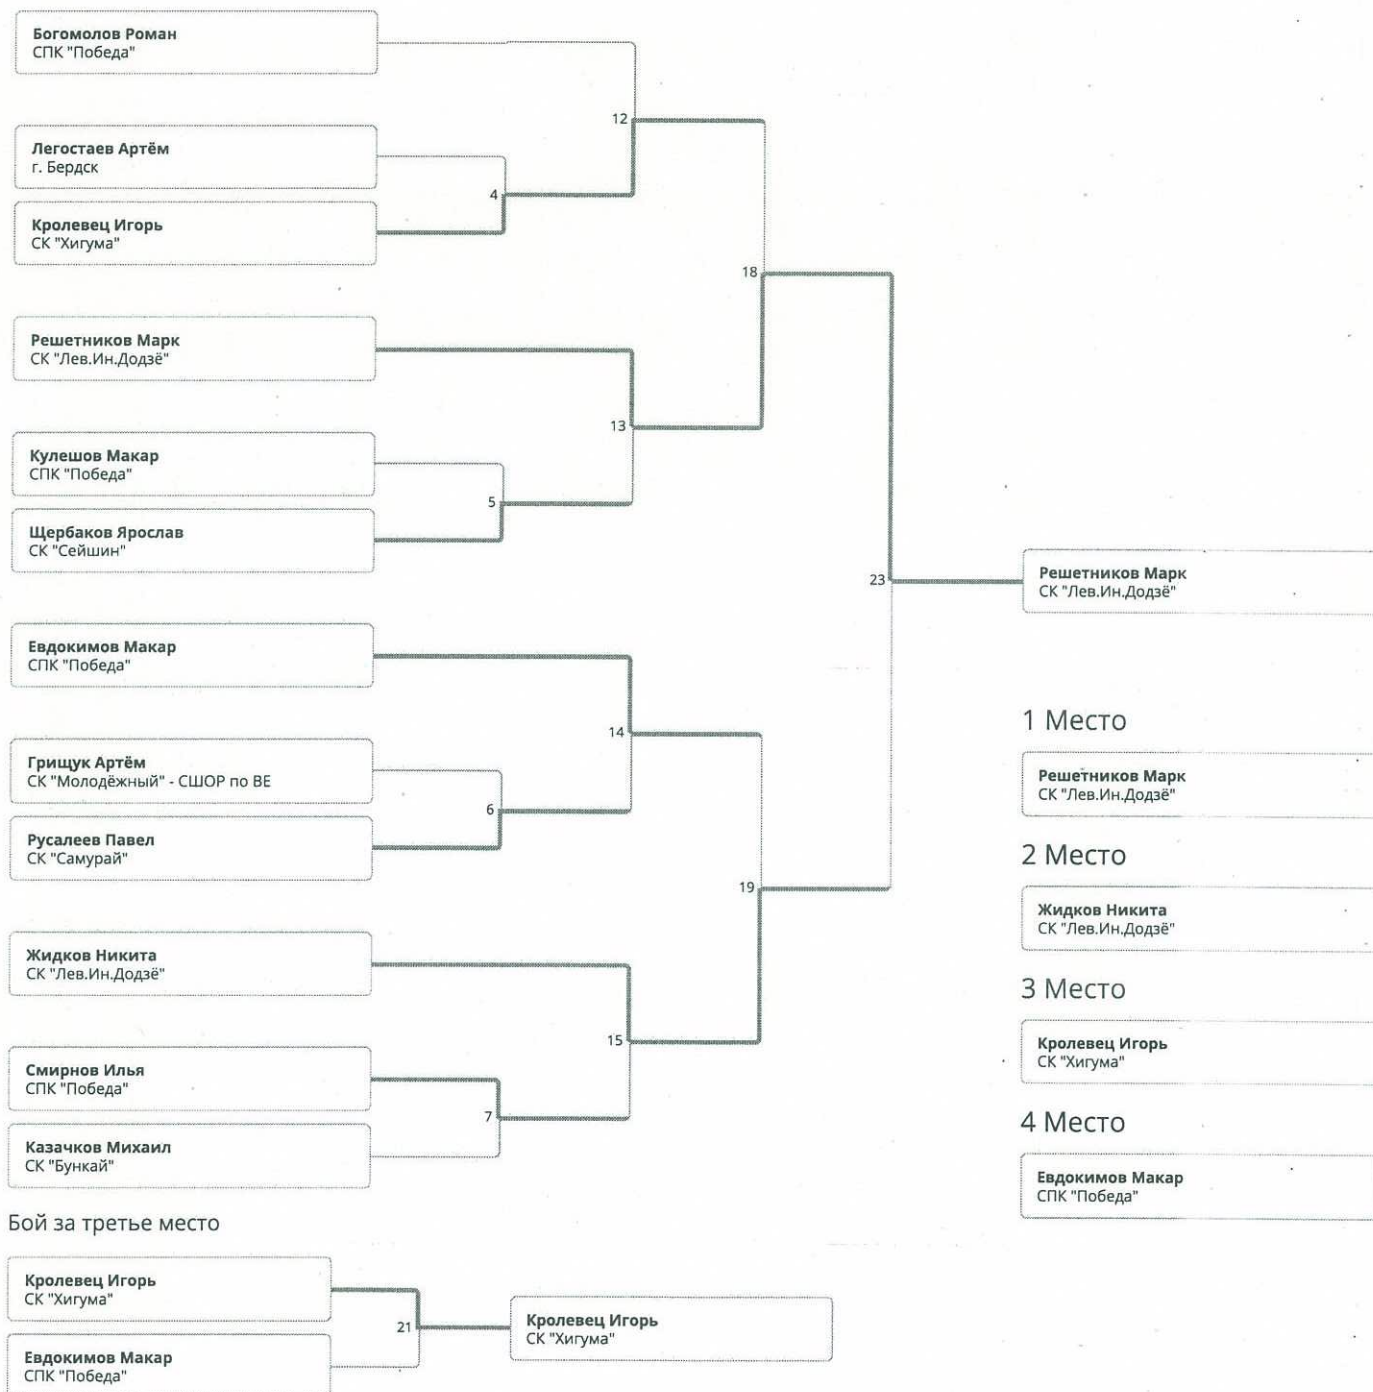 Богомолов Роман
СПК "Победа"
12
Легостаев Артём
г. Бердск
4
Кролевец Игорь
СК "Хигума"
18
Решетников Марк
СК "Лев.Ин.Додзё"
13
Кулешов Макар
СПК "Победа"
5
Щербаков Ярослав
СК "Сейшин"
23
Решетников Марк
СК "Лев.Ин.Додзё"
Евдокимов Макар
СПК "Победа"
14
Грищук Артём
СК "Молодёжный" - СШОР по ВЕ
6
Русалеев Павел
СК "Самурай"
19
Жидков Никита
СК "Лев.Ин.Додзё"
15
Смирнов Илья
СПК "Победа"
7
Казачков Михаил
СК "Бункай"
1 Место
Решетников Марк
СК "Лев.Ин.Додзё"
2 Место
Жидков Никита
СК "Лев.Ин.Додзё"
3 Место
Кролевец Игорь
СК "Хигума"
4 Место
Евдокимов Макар
СПК "Победа"
Бой за третье место
Кролевец Игорь
СК "Хигума"
21
Кролевец Игорь
СК "Хигума"
Евдокимов Макар
СПК "Победа"